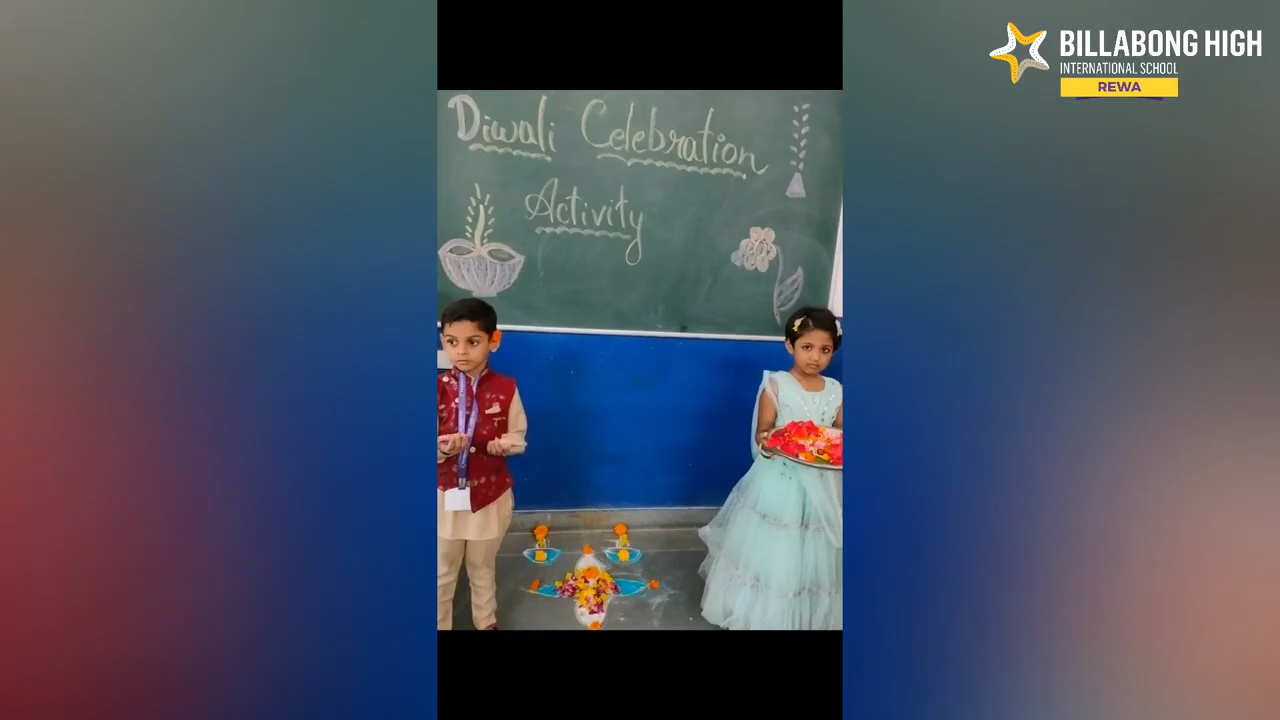 BILLABONG HIGH
INTERNATIONAL SCHOOL
REWA
Diwali Celebration
Activity